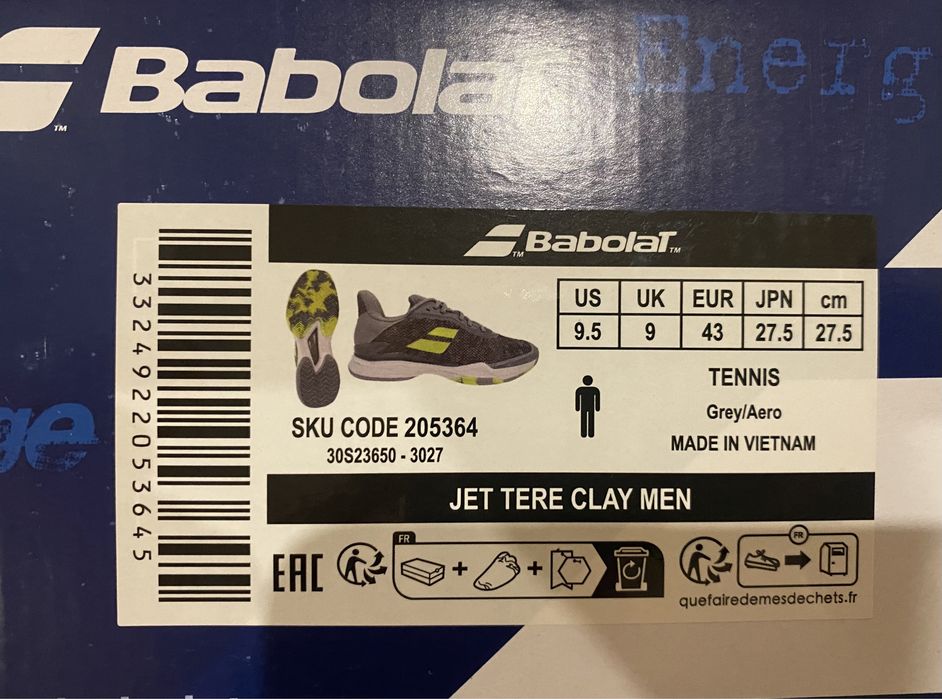 Babolat
TM
Energ
ge
3324922053645
BabolaT
TM
US UK EUR JPN cm
9.5 9 43 27.5 27.5
TENNIS
Grey/Aero
MADE IN VIETNAM
SKU CODE 205364
30S23650 - 3027
JET TERE CLAY MEN
EAC
FR
FR
quefairedemesdechets.fr